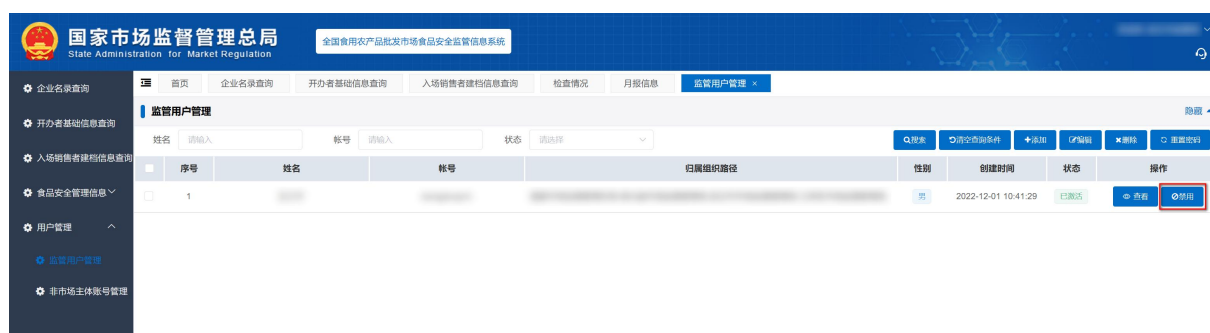 国家市场监督管理总局
State Administration for Market Regulation
全国食用农产品批发市场食品安全监管信息系统
企业名录查询
开办者基础信息查询
入场销售者建档信息查询
食品安全管理信息
用户管理
监管用户管理
非市场主体账号管理
首页 企业名录查询 开办者基础信息查询 入场销售者建档信息查询 检查情况 月报信息 监管用户管理 ×
监管用户管理 隐藏
姓名 请输入 帐号 请输入 状态 请选择 搜索 清空查询条件 +添加 编辑 ×删除 重置密码
序号 姓名 帐号 归属组织路径 性别 创建时间 状态 操作
1 男 2022-12-01 10:41:29 已激活 查看 禁用